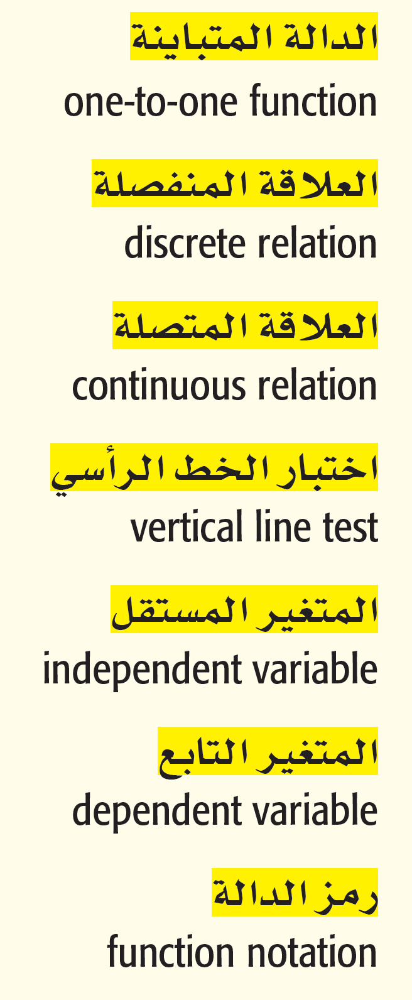 الدالة المتباينة
one-to-one function
العلاقة المنفصلة
discrete relation
العلاقة المتصلة
continuous relation
اختبار الخط الرأسي
vertical line test
المتغير المستقل
independent variable
المتغير التابع
dependent variable
رمز الدالة
function notation